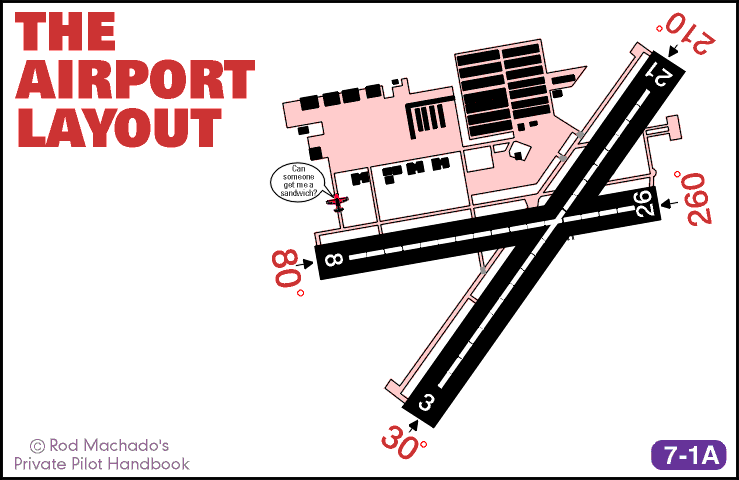 THE
AIRPORT
LAYOUT
210°
21
Can
someone
get me a
sandwich?
26
260°
8
80°
3
30°
© Rod Machado's
Private Pilot Handbook
7-1A